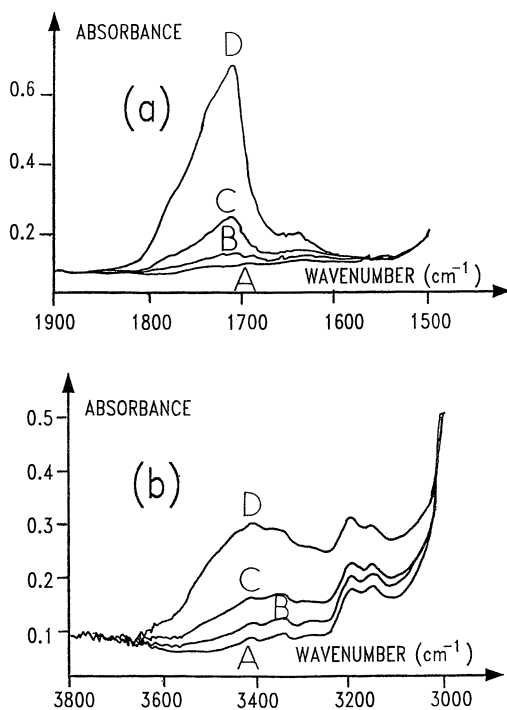 ABSORBANCE
D
0.6
(a)
0.4
C
0.2
B
A
WAVENUMBER (cm⁻¹)
1900 1800 1700 1600 1500
ABSORBANCE
0.5
0.4
(b)
D
0.3
C
0.2
B
0.1
A
WAVENUMBER (cm⁻¹)
3800 3600 3400 3200 3000